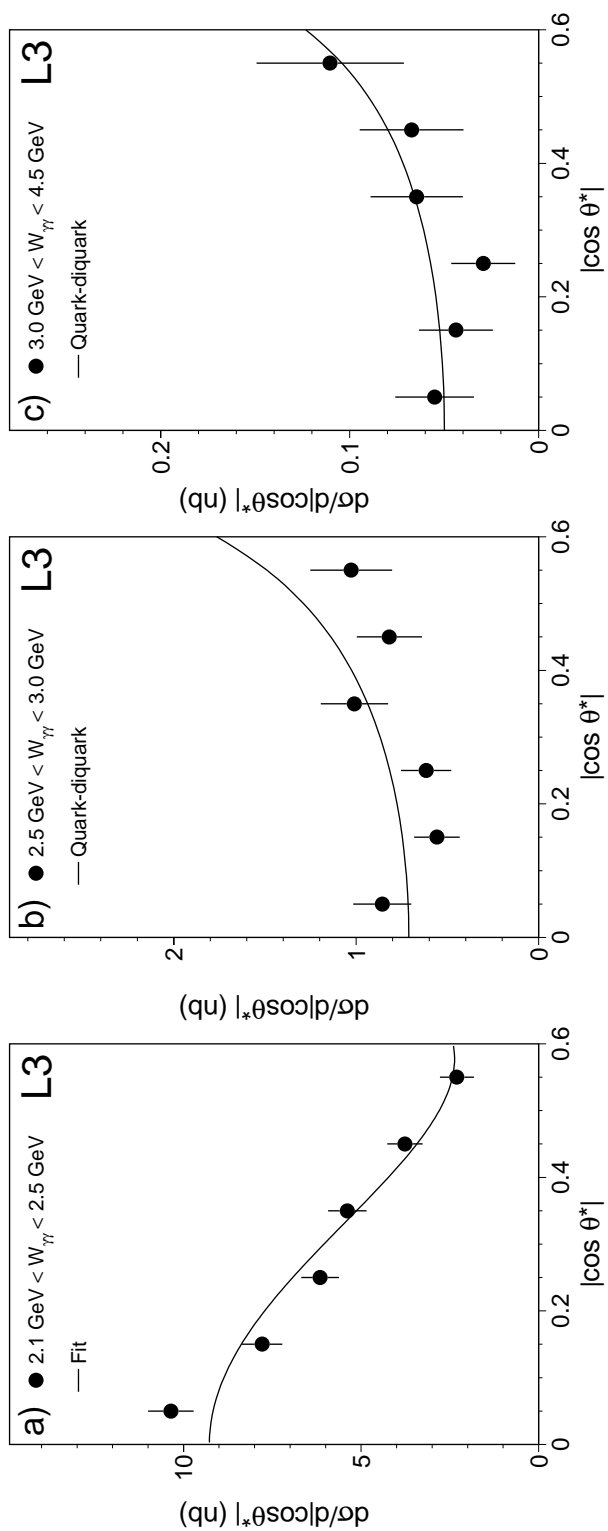 a)
● 2.1 GeV < Wγγ < 2.5 GeV
— Fit
L3
10
5
0
0
0.2
0.4
0.6
|cos θ*|
dσ/d|cosθ*| (nb)
b)
● 2.5 GeV < Wγγ < 3.0 GeV
— Quark-diquark
L3
2
1
0
0
0.2
0.4
0.6
|cos θ*|
dσ/d|cosθ*| (nb)
c)
● 3.0 GeV < Wγγ < 4.5 GeV
— Quark-diquark
L3
0.2
0.1
0
0
0.2
0.4
0.6
|cos θ*|
dσ/d|cosθ*| (nb)